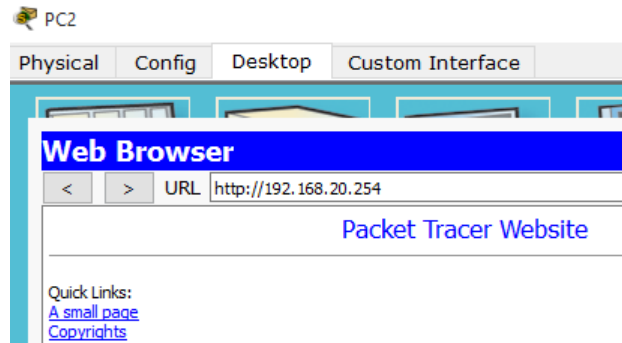 PC2
Physical Config Desktop Custom Interface
Web Browser
< > URL http://192.168.20.254
Packet Tracer Website
Quick Links:
A small page
Copyrights